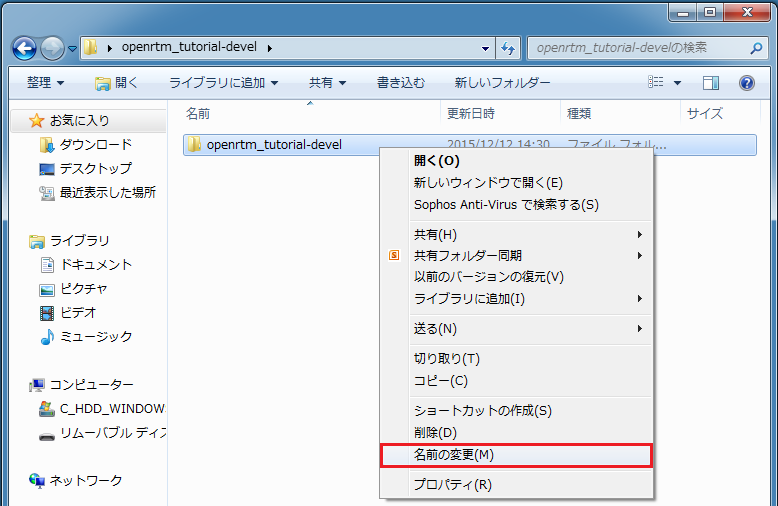 openrtm_tutorial-devel
openrtm_tutorial-develの検索
整理 開く ライブラリに追加 共有 書き込む 新しいフォルダー
名前 更新日時 種類 サイズ
お気に入り
ダウンロード
デスクトップ
最近表示した場所
ライブラリ
ドキュメント
ピクチャ
ビデオ
ミュージック
コンピューター
C_HDD_WINDOW
リムーバブル ディ
ネットワーク
openrtm_tutorial-devel 2015/12/12 14:30 ファイル フォル...
開く(O)
新しいウィンドウで開く(E)
Sophos Anti-Virus で検索する(S)
共有(H)
S 共有フォルダー同期
以前のバージョンの復元(V)
ライブラリに追加(I)
送る(N)
切り取り(T)
コピー(C)
ショートカットの作成(S)
削除(D)
名前の変更(M)
プロパティ(R)